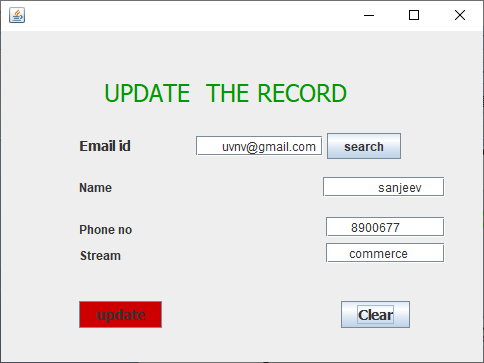 UPDATE THE RECORD
Email id uvnv@gmail.com search
Name sanjeev
Phone no 8900677
Stream commerce
update Clear